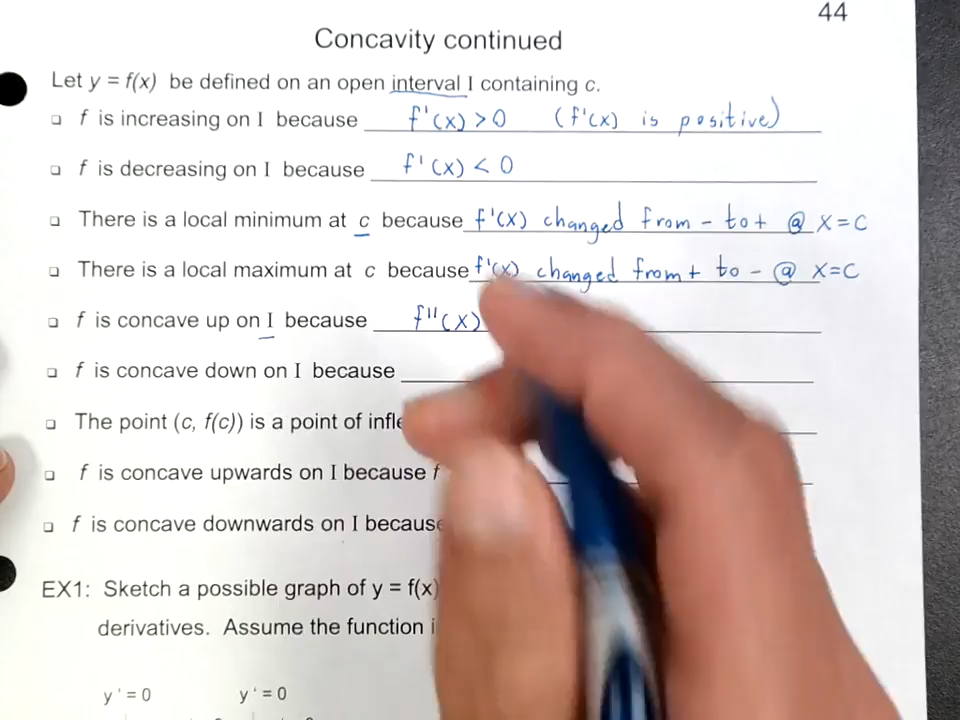 44
Concavity continued
Let y = f(x) be defined on an open interval I containing c.
f is increasing on I because f'(x) > 0 (f'(x) is positive)
f is decreasing on I because f'(x) < 0
There is a local minimum at c because f'(x) changed from - to + @ x=c
There is a local maximum at c because f'(x) changed from + to - @ x=c
f is concave up on I because f''(x)
f is concave down on I because
The point (c, f(c)) is a point of
f is concave upwards on I because f
f is concave downwards on I because
EX1: Sketch a possible graph of y = f(x)
derivatives. Assume the function
y' = 0 y' = 0